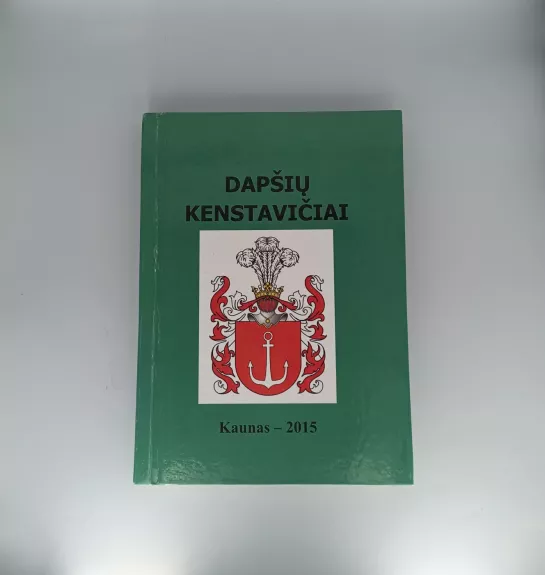 DAPŠIŲ
KENSTAVIČIAI
Kaunas – 2015